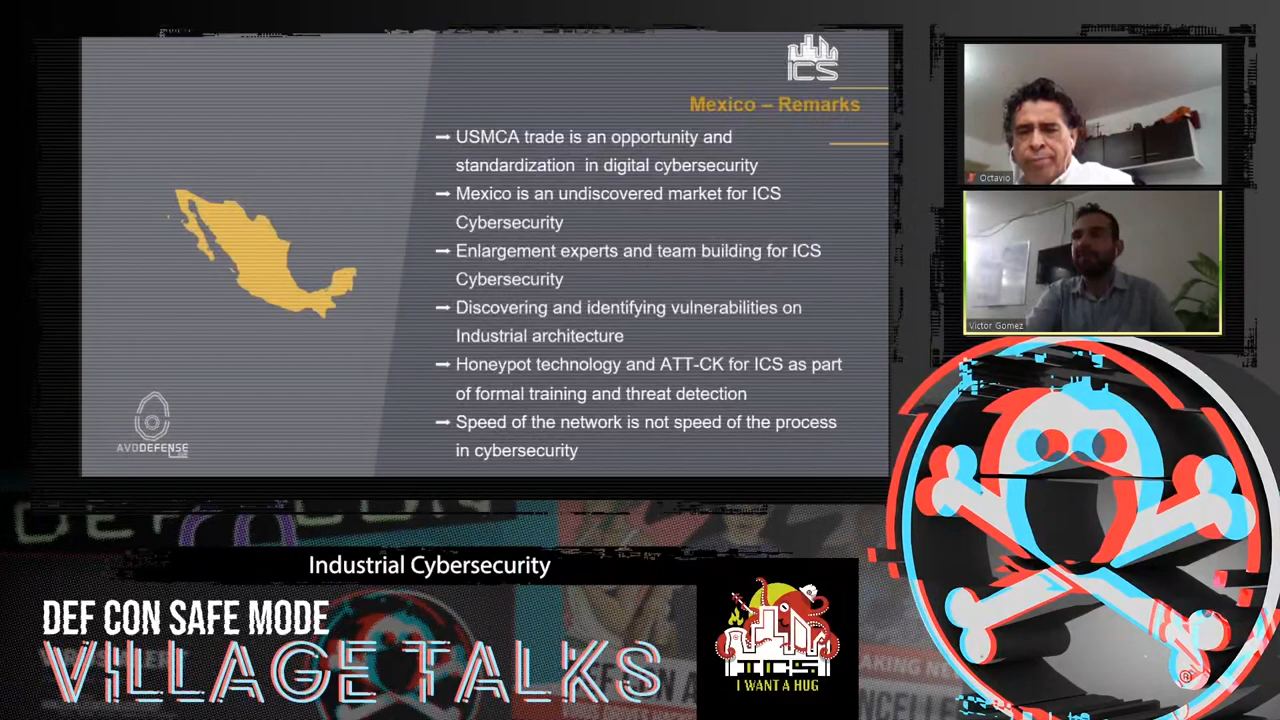 ICS
Mexico – Remarks
→ USMCA trade is an opportunity and
standardization in digital cybersecurity
→ Mexico is an undiscovered market for ICS
Cybersecurity
→ Enlargement experts and team building for ICS
Cybersecurity
→ Discovering and identifying vulnerabilities on
Industrial architecture
→ Honeypot technology and ATT-CK for ICS as part
of formal training and threat detection
→ Speed of the network is not speed of the process
in cybersecurity
AVODEFENSE
Octavio
Victor Gomez
Industrial Cybersecurity
DEF CON SAFE MODE
VILLAGE TALKS
ICS
I WANT A HUG
DEF CON
®